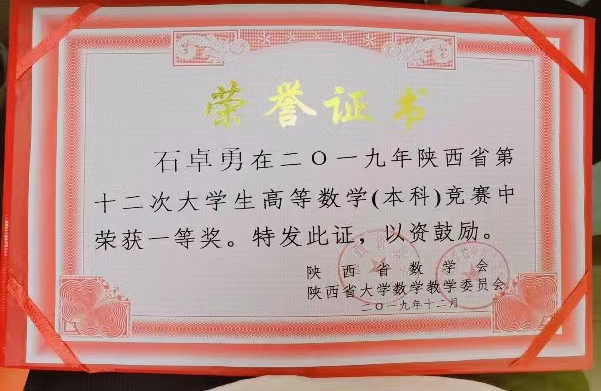 荣誉证书
石卓勇在二〇一九年陕西省第
十二次大学生高等数学(本科)竞赛中
荣获一等奖。特发此证，以资鼓励。
陕西省数学会
陕西省大学数学教学委员会
二〇一九年十二月